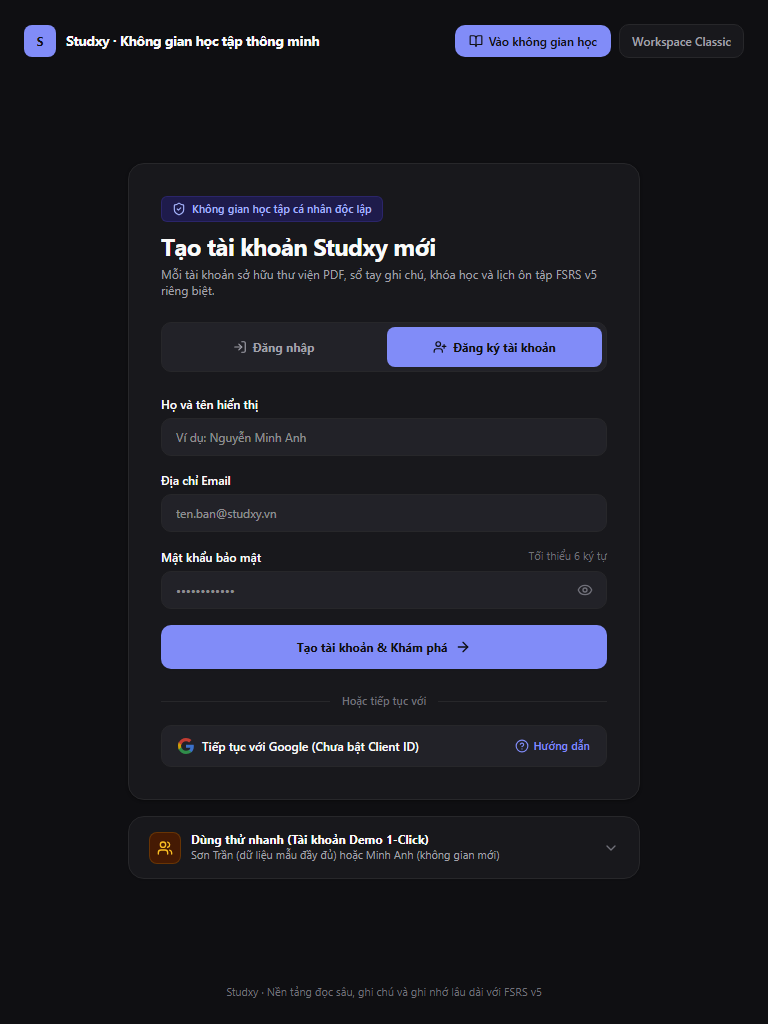 S
Studxy · Không gian học tập thông minh
Vào không gian học
Workspace Classic
Không gian học tập cá nhân độc lập
Tạo tài khoản Studxy mới
Mỗi tài khoản sở hữu thư viện PDF, sổ tay ghi chú, khóa học và lịch ôn tập FSRS v5
riêng biệt.
Đăng nhập
Đăng ký tài khoản
Họ và tên hiển thị
Ví dụ: Nguyễn Minh Anh
Địa chỉ Email
ten.ban@studxy.vn
Mật khẩu bảo mật
Tối thiểu 6 ký tự
••••••••••••
Tạo tài khoản & Khám phá
Hoặc tiếp tục với
Tiếp tục với Google (Chưa bật Client ID)
Hướng dẫn
Dùng thử nhanh (Tài khoản Demo 1-Click)
Sơn Trần (dữ liệu mẫu đầy đủ) hoặc Minh Anh (không gian mới)
Studxy · Nền tảng đọc sâu, ghi chú và ghi nhớ lâu dài với FSRS v5